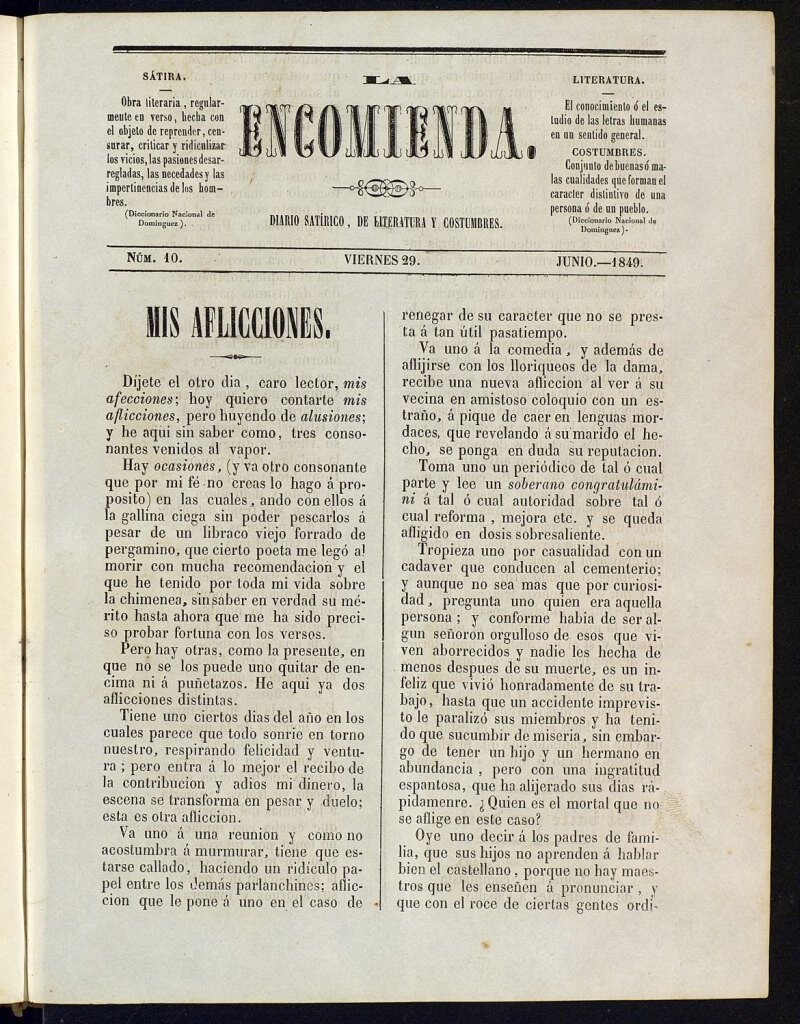 SÁTIRA.
Obra literaria, regular-
mente en verso, hecha con
el objeto de reprender, cen-
surar, criticar y ridiculizar
los vicios, las pasiones desar-
regladas, las necedades y las
impertinencias de los hom-
bres.
(Diccionario Nacional de
Dominguez).
LA
ENCOMIENDA.
DIARIO SATÍRICO, DE LITERATURA Y COSTUMBRES.
LITERATURA.
El conocimiento ó el es-
tudio de las letras humanas
en un sentido general.
COSTUMBRES.
Conjunto de buenas ó ma-
las cualidades que forman el
caracter distintivo de una
persona ó de un pueblo.
(Diccionario Nacional de
Dominguez).
NÚM. 10.
VIERNES 29.
JUNIO.—1849.
MIS AFLICCIONES.
Díjete el otro dia, caro lector, mis
afecciones; hoy quiero contarte mis
aflicciones, pero huyendo de alusiones;
y he aqui sin saber como, tres conso-
nantes venidos al vapor.
Hay ocasiones, (y va otro consonante
que por mi fé no creas lo hago á pro-
posito) en las cuales, ando con ellos á
la gallina ciega sin poder pescarlos á
pesar de un libraco viejo forrado de
pergamino, que cierto poeta me legó al
morir con mucha recomendacion y el
que he tenido por toda mi vida sobre
la chimenea, sin saber en verdad su mé-
rito hasta ahora que me ha sido preci-
so probar fortuna con los versos.
Pero hay otras, como la presente, en
que no se los puede uno quitar de en-
cima ni á puñetazos. He aqui ya dos
aflicciones distintas.
Tiene uno ciertos dias del año en los
cuales parece que todo sonrie en torno
nuestro, respirando felicidad y ventu-
ra; pero entra á lo mejor el recibo de
la contribucion y adios mi dinero, la
escena se transforma en pesar y duelo;
esta es otra afliccion.
Va uno á una reunion y como no
acostumbra á murmurar, tiene que es-
tarse callado, haciendo un ridículo pa-
pel entre los demás parlanchines; aflic-
cion que le pone á uno en el caso de
renegar de su caracter que no se pres-
ta á tan útil pasatiempo.
Va uno á la comedia, y además de
aflijirse con los lloriqueos de la dama,
recibe una nueva afliccion al ver á su
vecina en amistoso coloquio con un es-
traño, á pique de caer en lenguas mor-
daces, que revelando á su marido el he-
cho, se ponga en duda su reputacion.
Toma uno un periódico de tal ó cual
parte y lee un soberano congratulámi-
ni á tal ó cual autoridad sobre tal ó
cual reforma, mejora etc. y se queda
afligido en dosis sobresaliente.
Tropieza uno por casualidad con un
cadaver que conducen al cementerio;
y aunque no sea mas que por curiosi-
dad, pregunta uno quien era aquella
persona; y conforme habia de ser al-
gun señoron orgulloso de esos que vi-
ven aborrecidos y nadie les hecha de
menos despues de su muerte, es un in-
feliz que vivió honradamente de su tra-
bajo, hasta que un accidente imprevis-
to le paralizó sus miembros y ha teni-
do que sucumbir de miseria, sin embar-
go de tener un hijo y un hermano en
abundancia, pero con una ingratitud
espantosa, que ha alijerado sus dias rá-
pidamenre. ¿Quien es el mortal que no
se aflige en este caso?
Oye uno decir á los padres de fami-
lia, que sus hijos no aprenden á hablar
bien el castellano, porque no hay maes-
tros que les enseñen á pronunciar, y
que con el roce de ciertas gentes ordi-